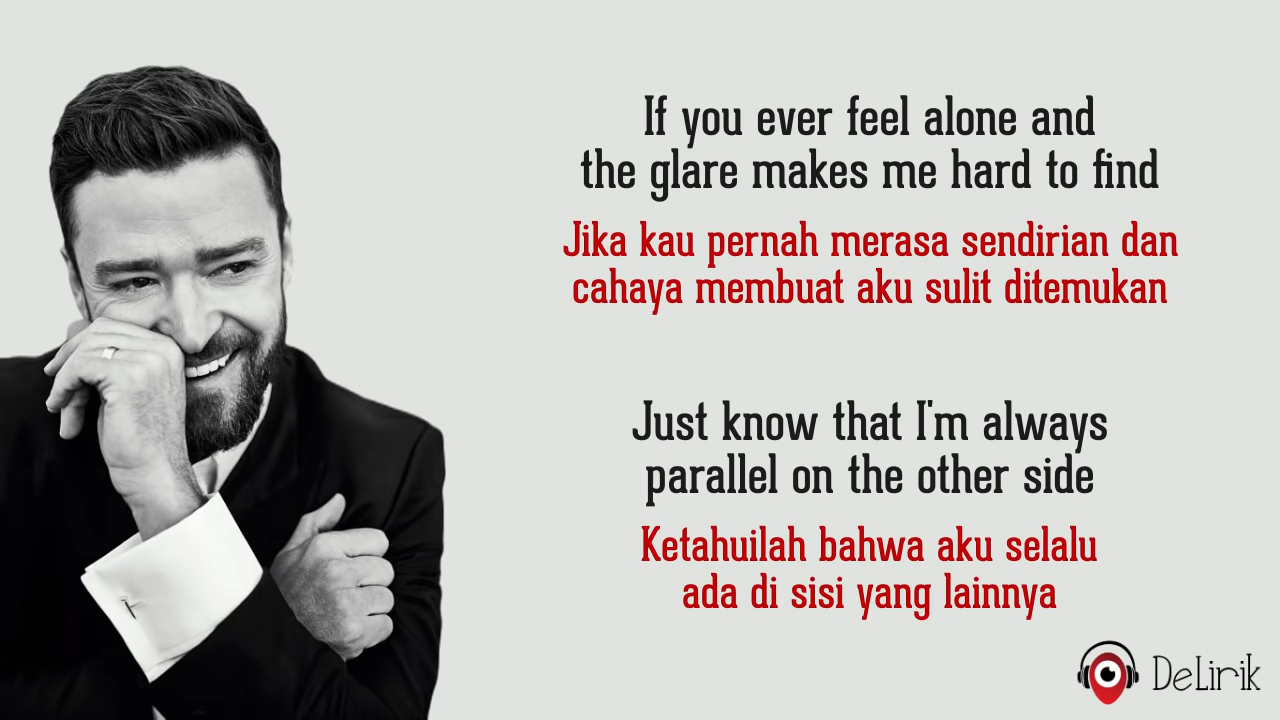 If you ever feel alone and
the glare makes me hard to find
Jika kau pernah merasa sendirian dan
cahaya membuat aku sulit ditemukan
Just know that I'm always
parallel on the other side
Ketahuilah bahwa aku selalu
ada di sisi yang lainnya
DeLirik